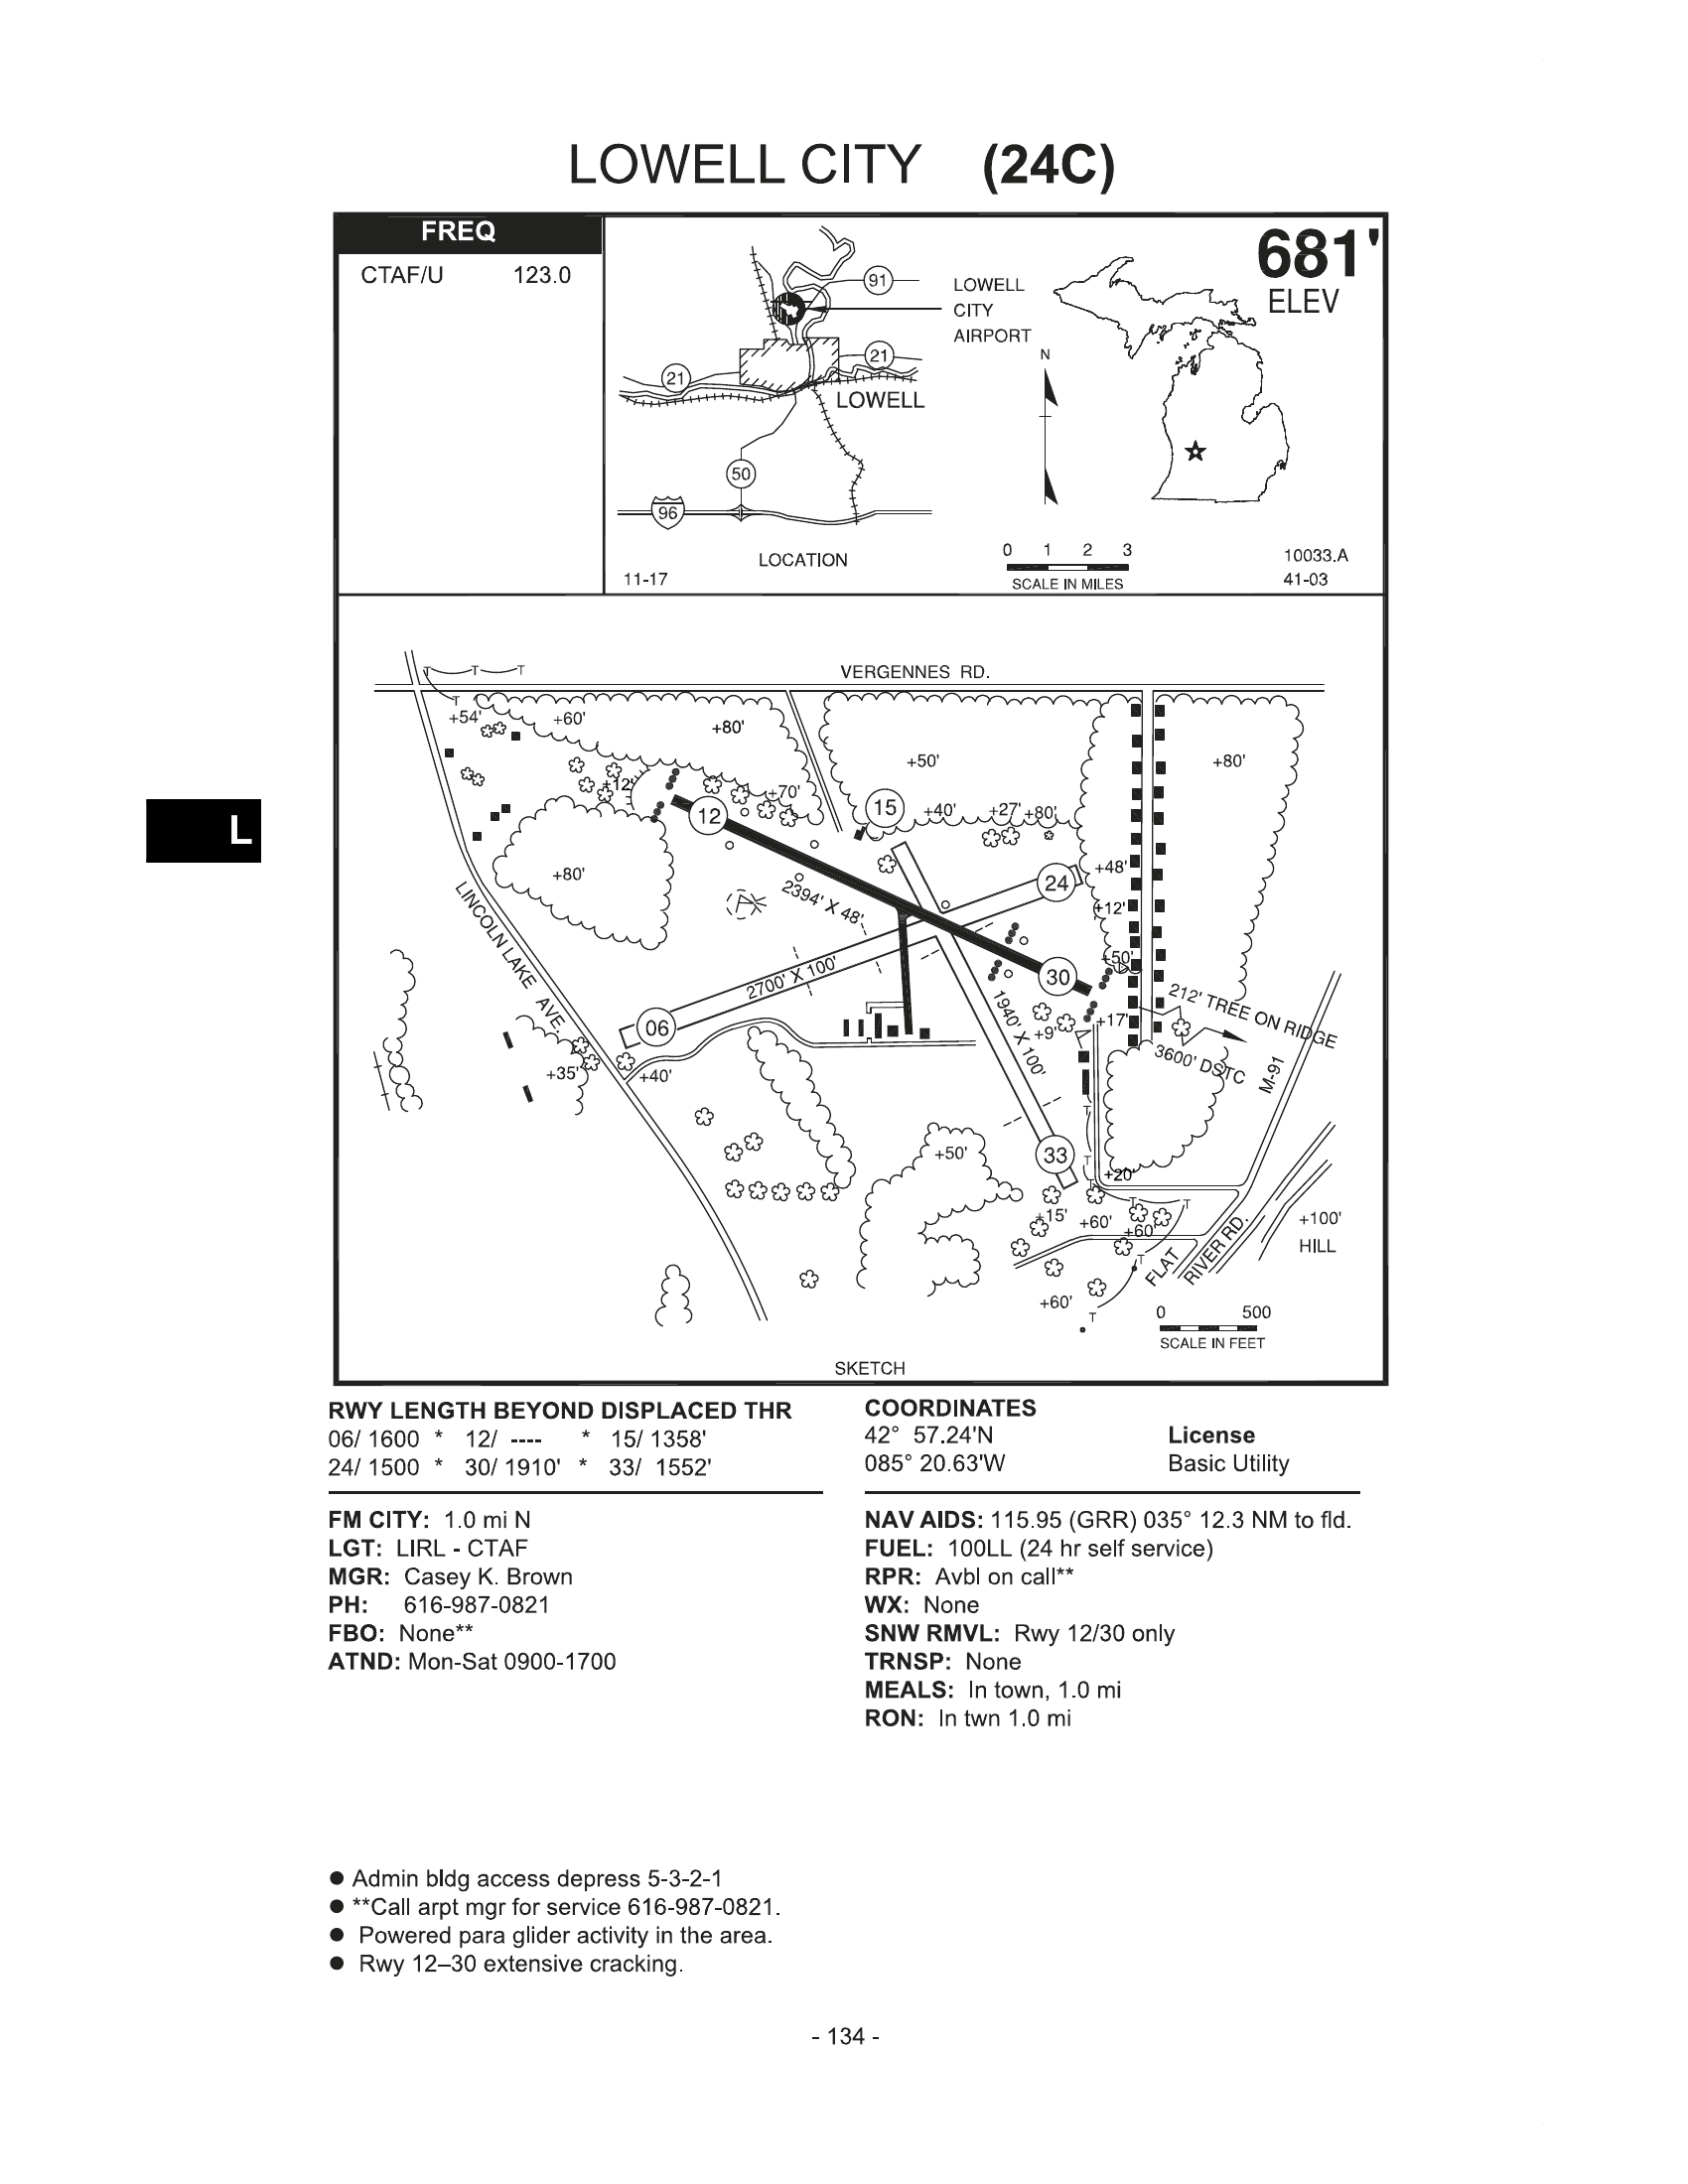 LOWELL CITY (24C)
FREQ
CTAF/U 123.0
681'
ELEV
91
LOWELL
CITY
AIRPORT
N
21
21
LOWELL
50
96
LOCATION
0 1 2 3
SCALE IN MILES
11-17
10033.A
41-03
VERGENNES RD.
T T T
T
+54'
+60'
+80'
+50'
+80'
+12'
+70'
12
15
+40'
+27'
+80'
L
+80'
24
+48'
+12'
2394' X 48'
LINCOLN LAKE AVE.
+50'
2700' X 100'
30
1940' X 100'
212' TREE ON RIDGE
06
+9'
+17'
3600' DSTC
M-91
+35'
+40'
T
+50'
33
T
+20'
T
T
T
+15'
+60'
+60'
+100'
HILL
T
FLAT
RIVER RD.
+60'
T
0 500
SCALE IN FEET
SKETCH
RWY LENGTH BEYOND DISPLACED THR
06/ 1600 * 12/ ---- * 15/ 1358'
24/ 1500 * 30/ 1910' * 33/ 1552'
COORDINATES
42° 57.24'N
085° 20.63'W
License
Basic Utility
FM CITY: 1.0 mi N
LGT: LIRL - CTAF
MGR: Casey K. Brown
PH: 616-987-0821
FBO: None**
ATND: Mon-Sat 0900-1700
NAV AIDS: 115.95 (GRR) 035° 12.3 NM to fld.
FUEL: 100LL (24 hr self service)
RPR: Avbl on call**
WX: None
SNW RMVL: Rwy 12/30 only
TRNSP: None
MEALS: In town, 1.0 mi
RON: In twn 1.0 mi
● Admin bldg access depress 5-3-2-1
● **Call arpt mgr for service 616-987-0821.
● Powered para glider activity in the area.
● Rwy 12–30 extensive cracking.
- 134 -